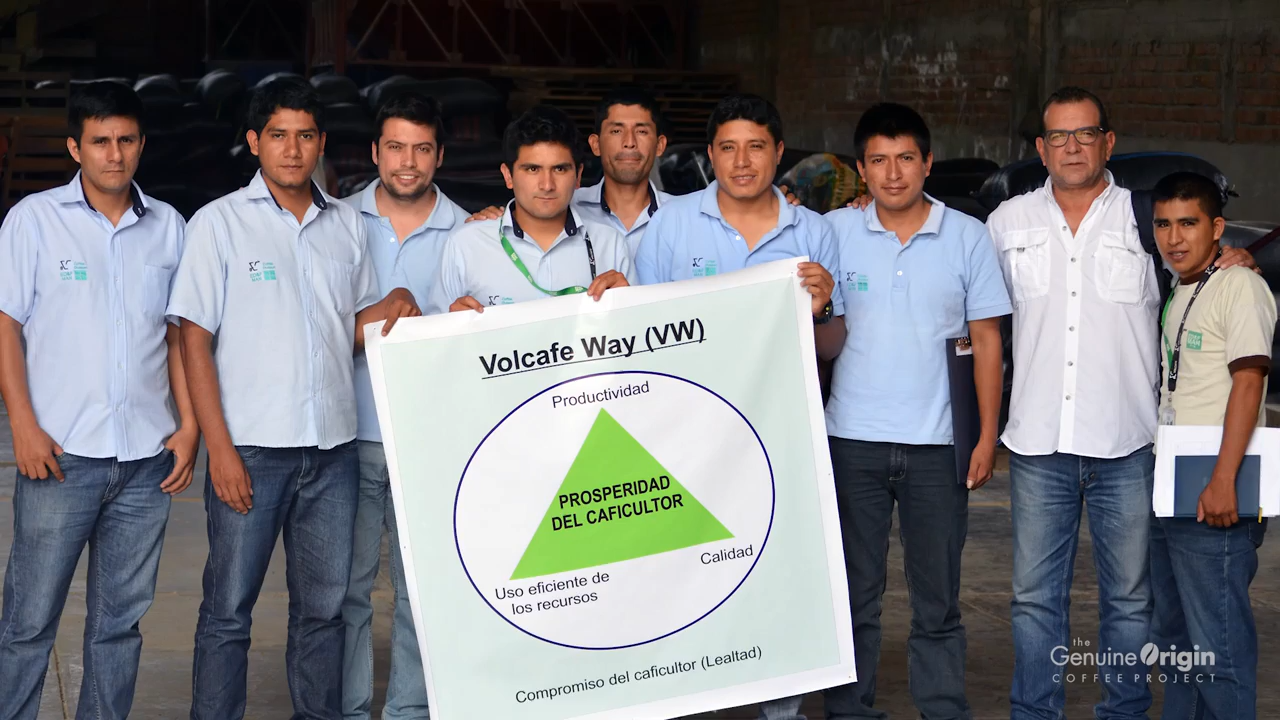 Volcafe Way (VW)
Productividad
PROSPERIDAD
DEL CAFICULTOR
Calidad
Uso eficiente de
los recursos
Compromiso del caficultor (Lealtad)
the
Genuine Origin
COFFEE PROJECT